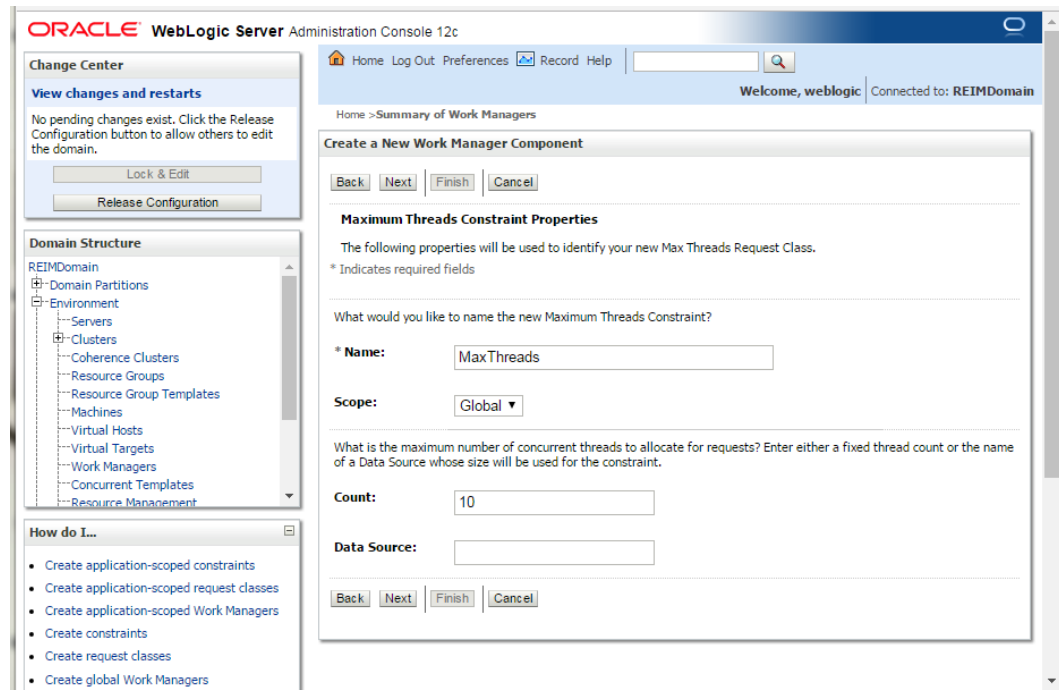 ORACLE WebLogic Server Administration Console 12c
Change Center
View changes and restarts
No pending changes exist. Click the Release
Configuration button to allow others to edit
the domain.
Lock & Edit
Release Configuration
Domain Structure
REIMDomain
Domain Partitions
Environment
Servers
Clusters
Coherence Clusters
Resource Groups
Resource Group Templates
Machines
Virtual Hosts
Virtual Targets
Work Managers
Concurrent Templates
Resource Management
How do I...
Create application-scoped constraints
Create application-scoped request classes
Create application-scoped Work Managers
Create constraints
Create request classes
Create global Work Managers
Home Log Out Preferences Record Help
Welcome, weblogic Connected to: REIMDomain
Home >Summary of Work Managers
Create a New Work Manager Component
Back Next Finish Cancel
Maximum Threads Constraint Properties
The following properties will be used to identify your new Max Threads Request Class.
* Indicates required fields
What would you like to name the new Maximum Threads Constraint?
* Name: MaxThreads
Scope: Global
What is the maximum number of concurrent threads to allocate for requests? Enter either a fixed thread count or the name
of a Data Source whose size will be used for the constraint.
Count: 10
Data Source:
Back Next Finish Cancel